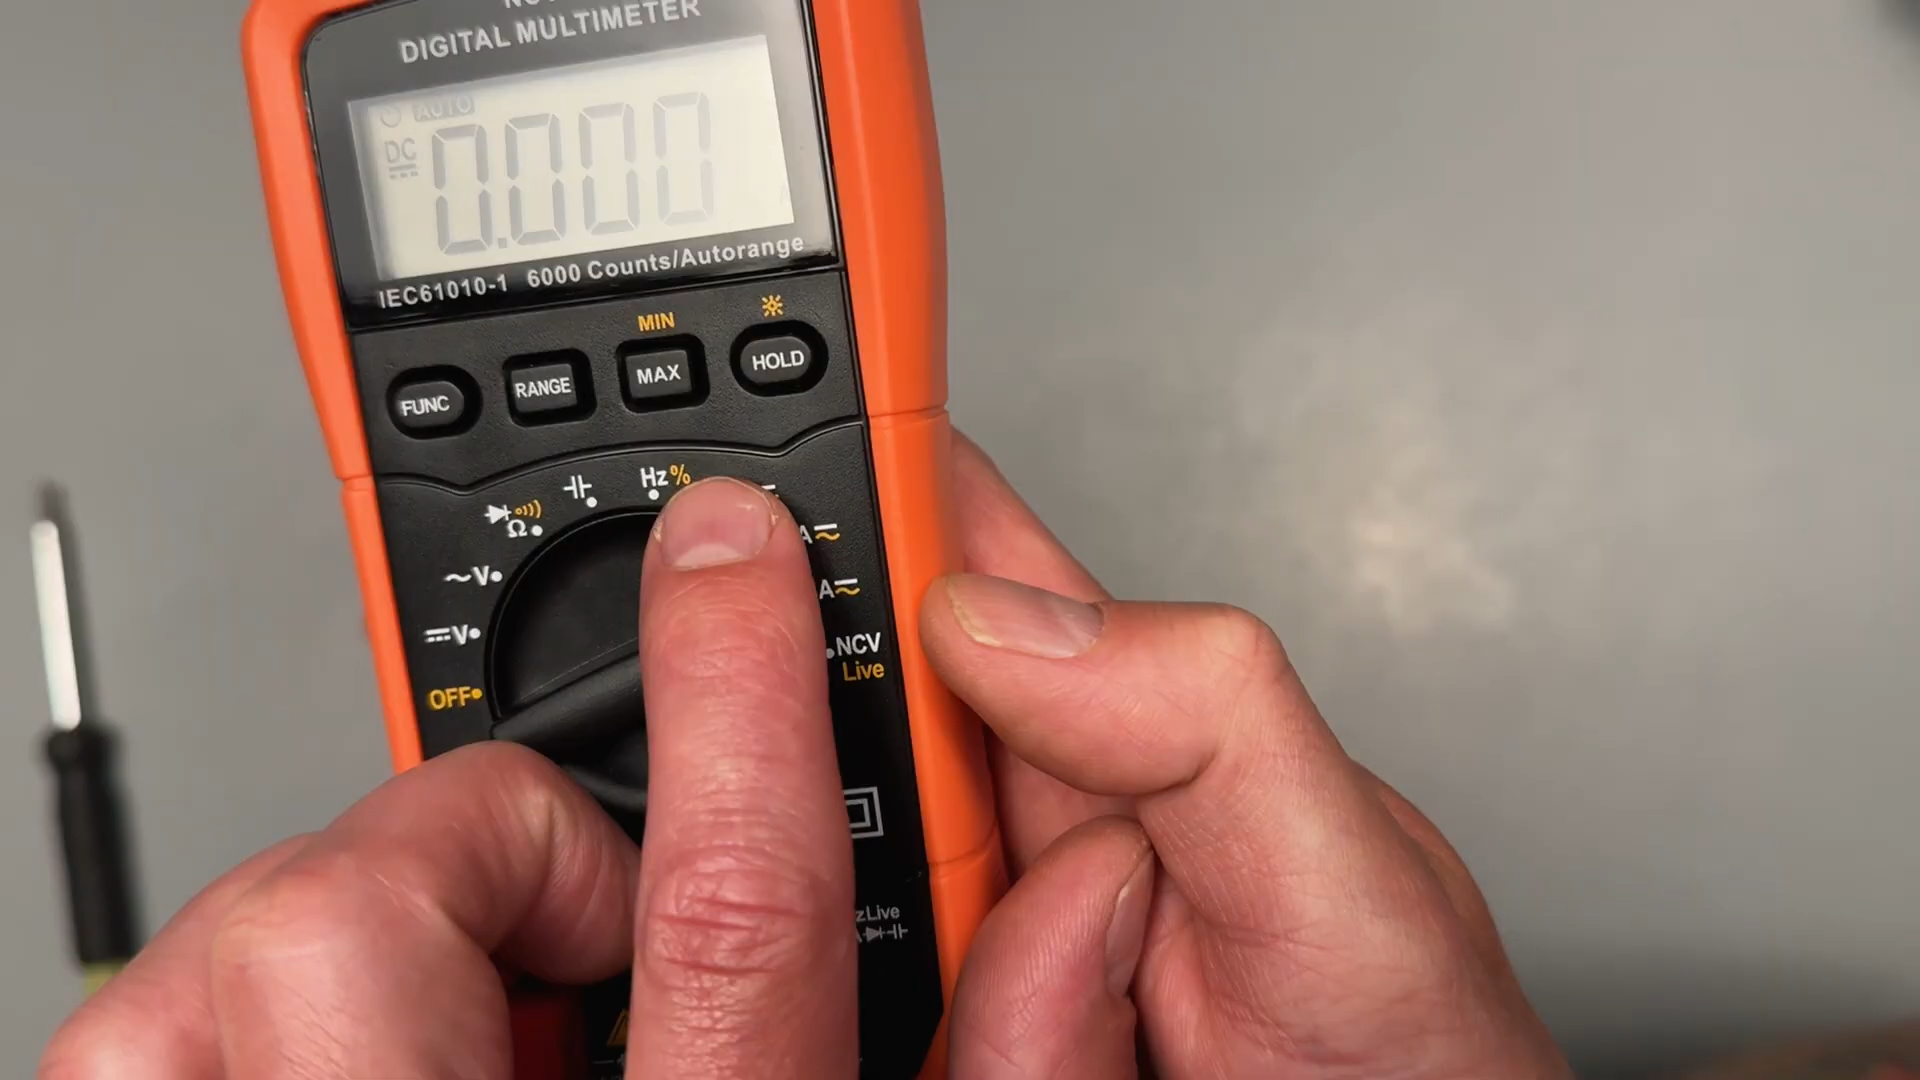 DIGITAL MULTIMETER
AUTO
DC
0.000
IEC61010-1 6000 Counts/Autorange
MIN
FUNC RANGE MAX HOLD
Hz%
Ω
A
~V
A
V
NCV
Live
OFF
Live